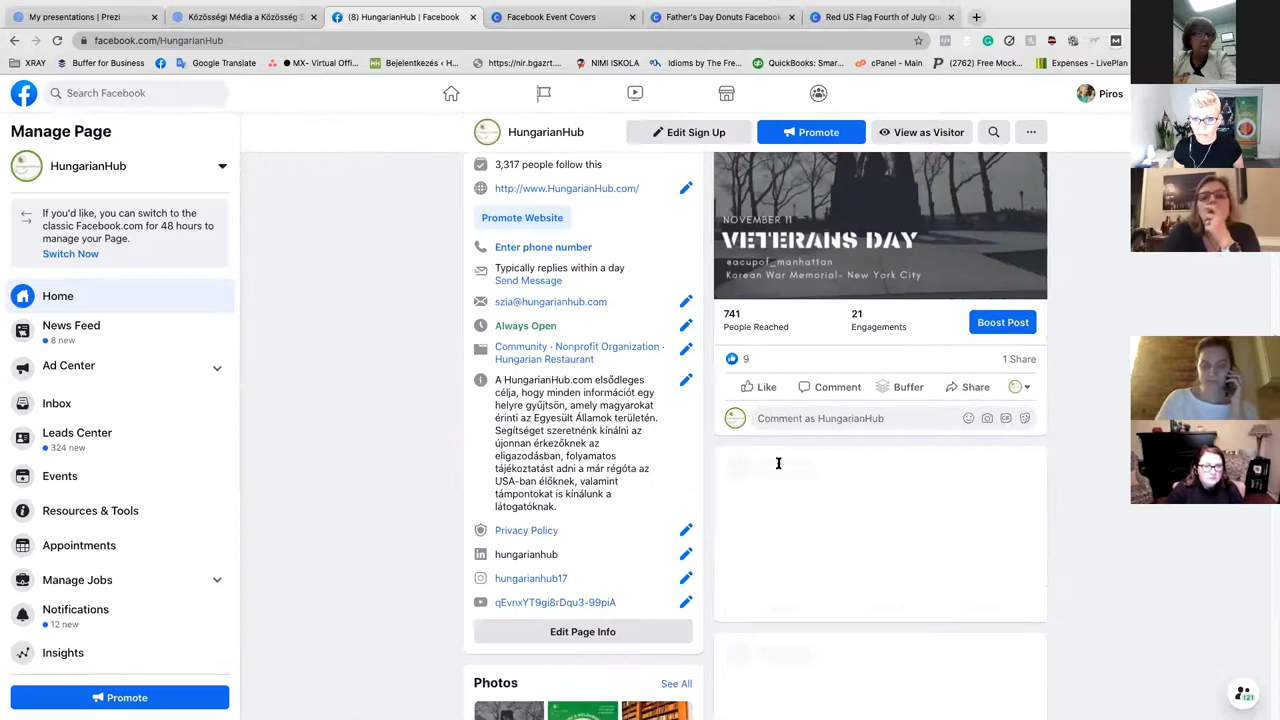 My presentations | Prezi
Közösségi Média a Közösség S
(8) HungarianHub | Facebook
Facebook Event Covers
Father's Day Donuts Facebook
Red US Flag Fourth of July Qu
facebook.com/HungarianHub
XRAY
Buffer for Business
Google Translate
MX- Virtual Offi...
Bejelentkezés ‹ H...
https://nir.bgazrt....
NIMI ISKOLA
Idioms by The Fre...
QuickBooks: Smar...
cPanel - Main
(2762) Free Mock...
Expenses - LivePlan
Search Facebook
Piros
Manage Page
HungarianHub
If you'd like, you can switch to the
classic Facebook.com for 48 hours to
manage your Page.
Switch Now
Home
News Feed
8 new
Ad Center
Inbox
Leads Center
324 new
Events
Resources & Tools
Appointments
Manage Jobs
Notifications
12 new
Insights
Promote
HungarianHub
Edit Sign Up
Promote
View as Visitor
3,317 people follow this
http://www.HungarianHub.com/
Promote Website
Enter phone number
Typically replies within a day
Send Message
szia@hungarianhub.com
Always Open
Community · Nonprofit Organization ·
Hungarian Restaurant
A HungarianHub.com elsődleges
célja, hogy minden információt egy
helyre gyűjtsön, amely magyarokat
érinti az Egyesült Államok területén.
Segítséget szeretnénk kínálni az
újonnan érkezőknek az
eligazodásban, folyamatos
tájékoztatást adni a már régóta az
USA-ban élőknek, valamint
támpontokat is kínálunk a
látogatóknak.
Privacy Policy
hungarianhub
hungarianhub17
qEvnxYT9gi8rDqu3-99piA
Edit Page Info
Photos
See All
NOVEMBER 11
VETERANS DAY
@acupof_manhattan
Korean War Memorial- New York City
741
People Reached
21
Engagements
Boost Post
9
1 Share
Like
Comment
Buffer
Share
Comment as HungarianHub
121